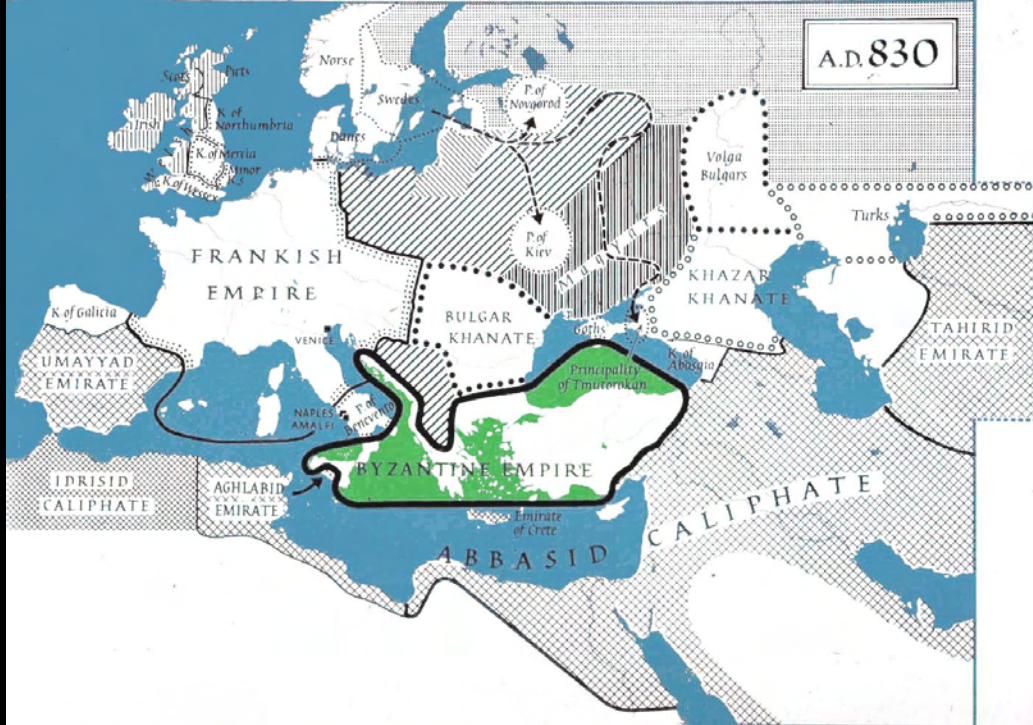 A.D. 830
Norse
Scots
Picts
Swedes
P. of
Novgorod
Irish
K. of
Northumbria
Danes
Welsh
K. of Mercia
Minor
K.s
K. of Wessex
Volga
Bulgars
Turks
P. of
Kiev
Magyars
FRANKISH
EMPIRE
KHAZAR
KHANATE
K. of Galicia
BULGAR
KHANATE
Goths
VENICE
TAHIRID
EMIRATE
UMAYYAD
EMIRATE
K. of
Abasgia
Principality
of Tmutorokan
NAPLES
AMALFI
P. of
Benevento
BYZANTINE EMPIRE
IDRISID
CALIPHATE
AGHLABID
EMIRATE
Emirate
of Crete
ABBASID CALIPHATE